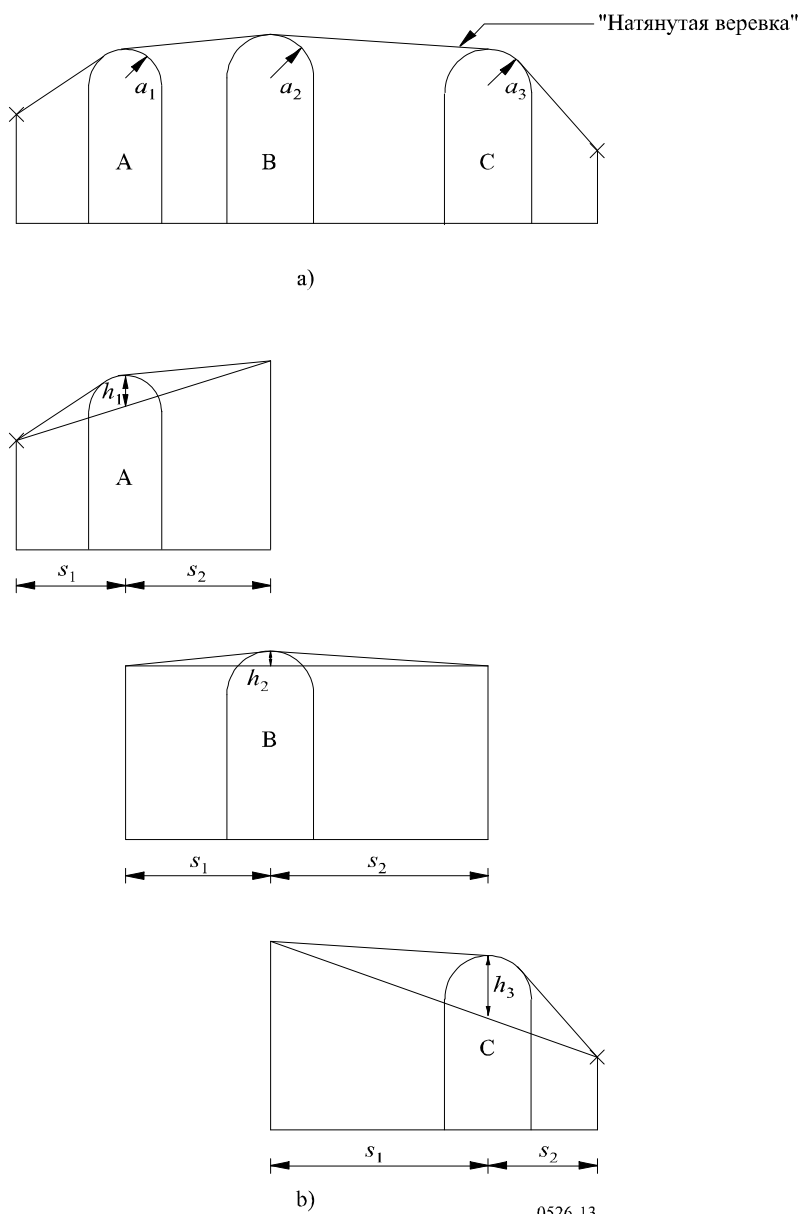 "Натянутая веревка"
a1 a2 a3
A B C
a)
h1
A
s1 s2
h2
B
s1 s2
h3
C
s1 s2
b)
0526-13